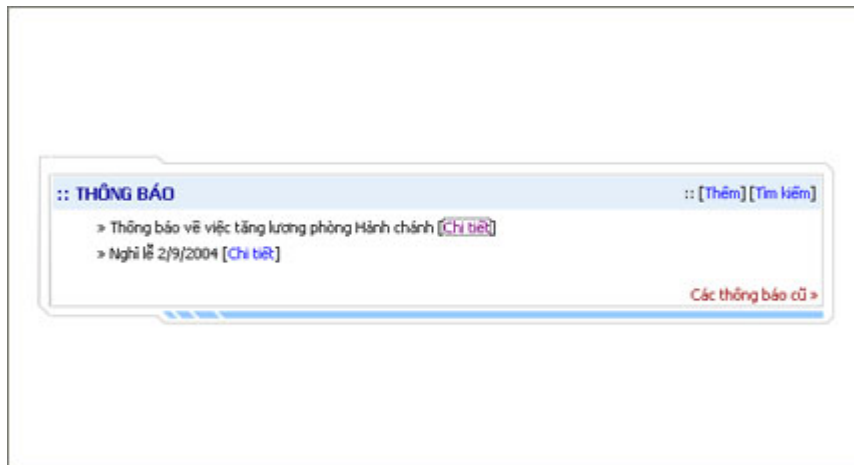 :: THÔNG BÁO :: [Thêm] [Tìm kiếm]
» Thông báo về việc tăng lương phòng Hành chánh [Chi tiết]
» Nghỉ lễ 2/9/2004 [Chi tiết]
Các thông báo cũ »